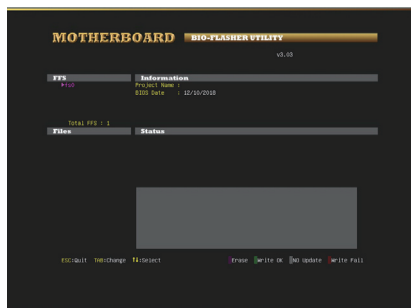 MOTHERBOARD BIO-FLASHER UTILITY
v3.03
FFS Information
fs0 Project Name :
BIOS Date : 12/10/2018
Total FFS : 1
Files Status
ESC:Quit TAB:Change ↑↓:Select Erase Write OK NO Update Write Fail